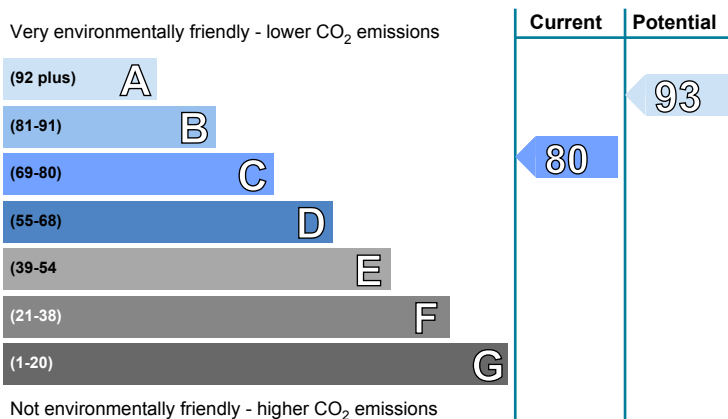 Very environmentally friendly - lower CO2 emissions
Current
Potential
(92 plus) A
(81-91) B
(69-80) C
(55-68) D
(39-54 E
(21-38) F
(1-20) G
80
93
Not environmentally friendly - higher CO2 emissions